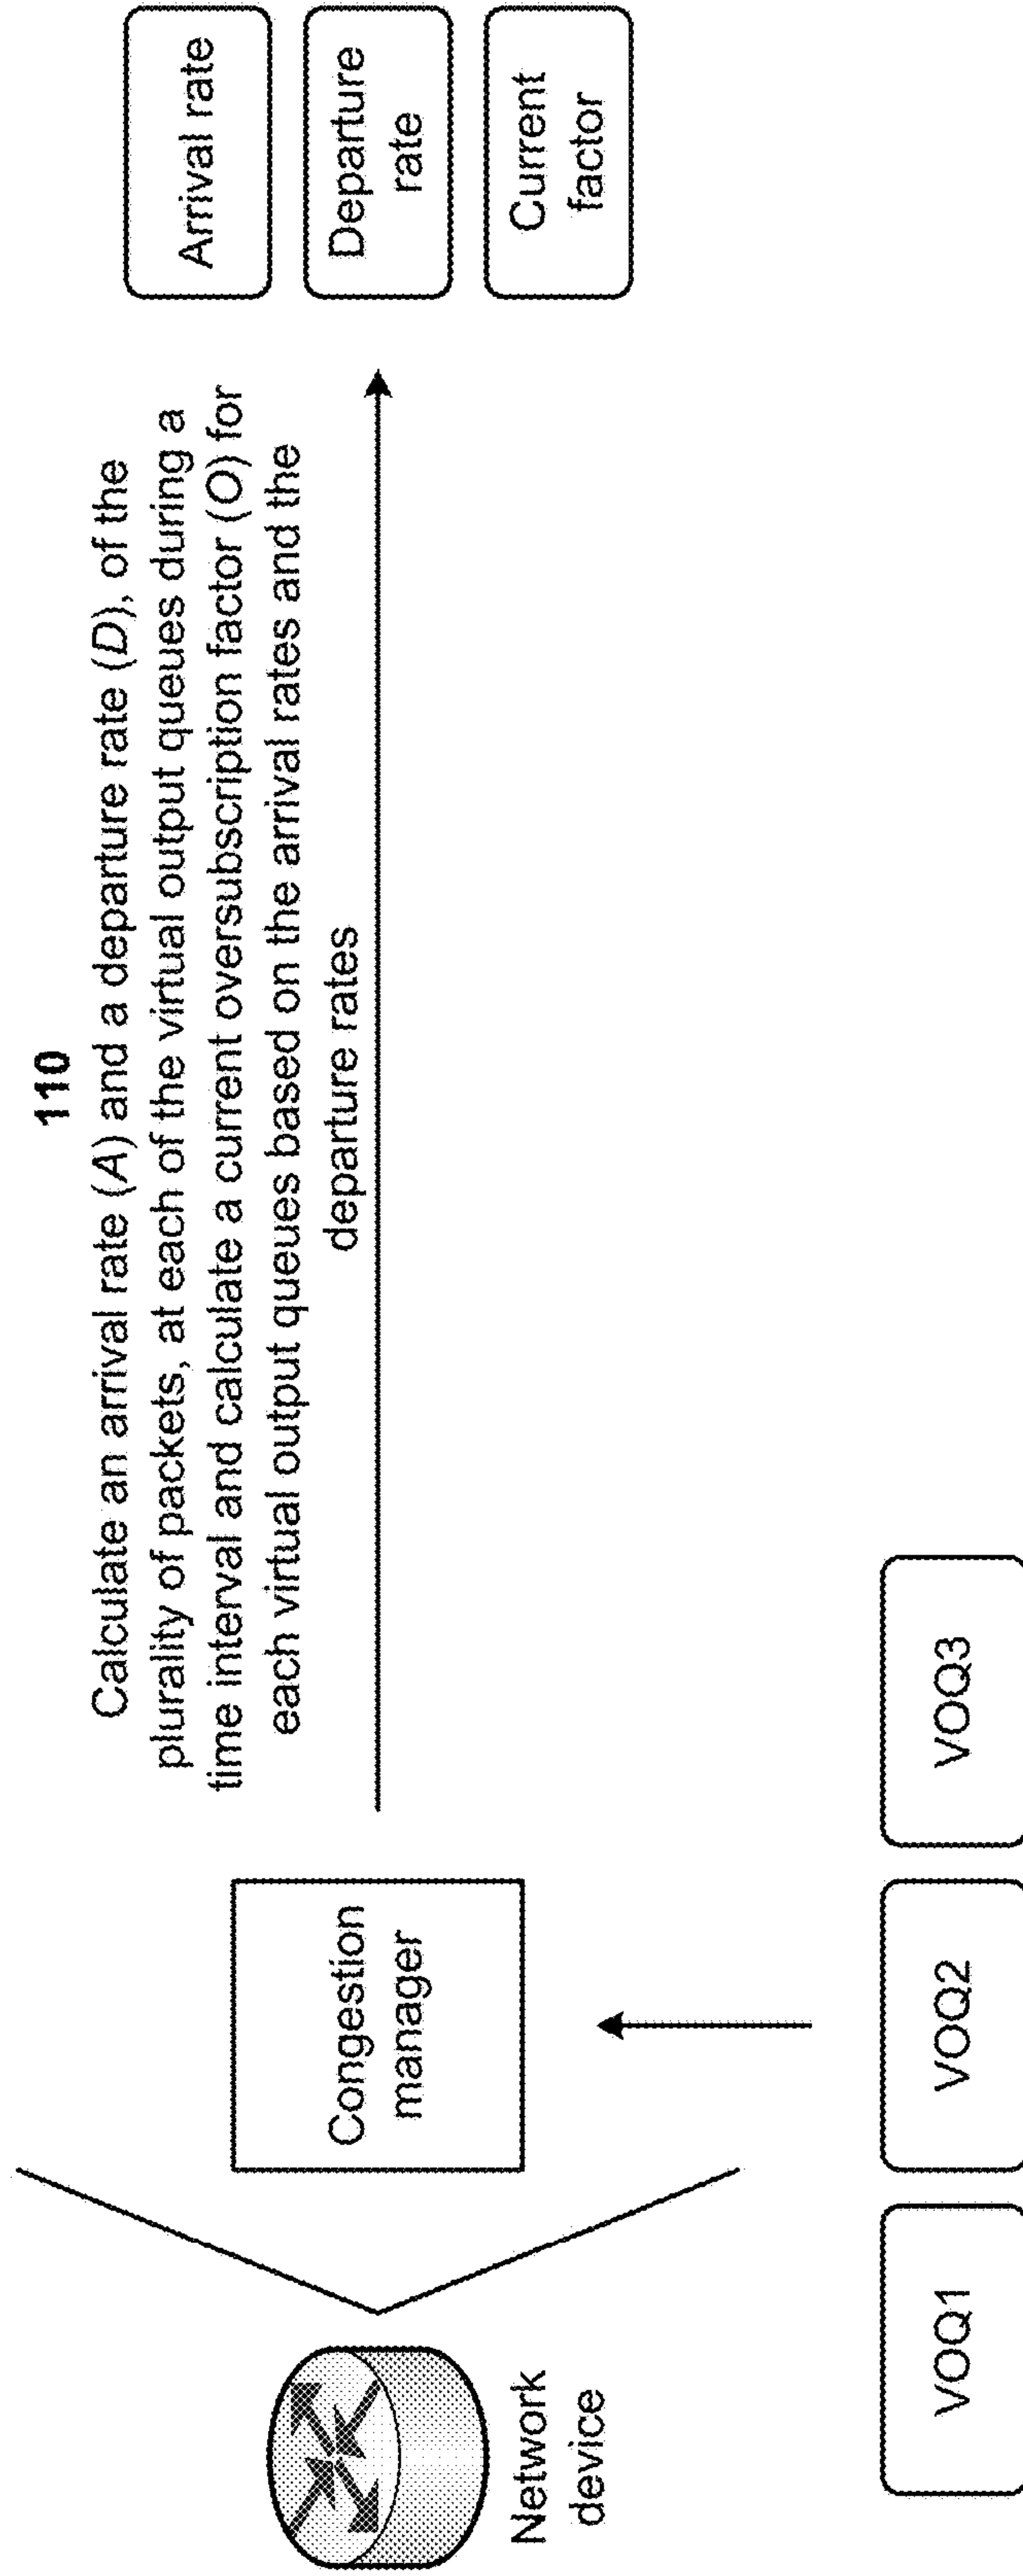 110
Calculate an arrival rate (A) and a departure rate (D), of the
plurality of packets, at each of the virtual output queues during a
time interval and calculate a current oversubscription factor (O) for
each virtual output queues based on the arrival rates and the
departure rates
Network
device
Congestion
manager
Arrival rate
Departure
rate
Current
factor
VOQ1
VOQ2
VOQ3